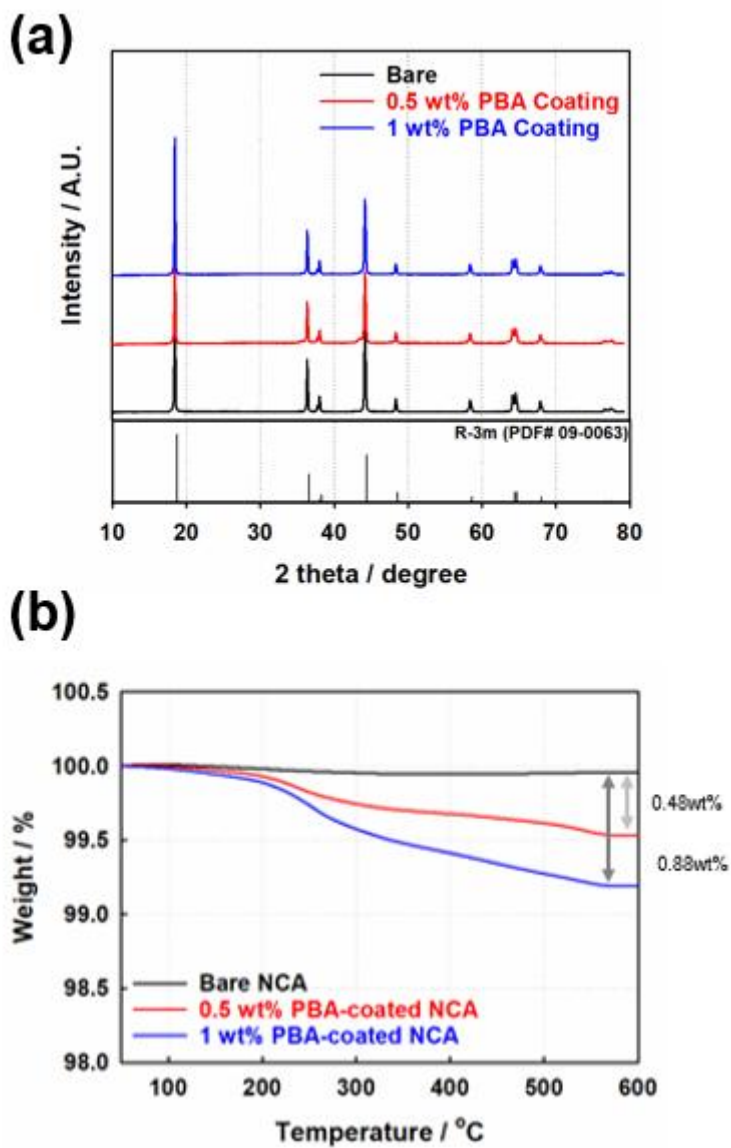 (a)
Bare
0.5 wt% PBA Coating
1 wt% PBA Coating
Intensity / A.U.
R-3m (PDF# 09-0063)
10 20 30 40 50 60 70 80
2 theta / degree
(b)
100.5
100.0
99.5
99.0
98.5
98.0
Weight / %
0.48wt%
0.88wt%
Bare NCA
0.5 wt% PBA-coated NCA
1 wt% PBA-coated NCA
100 200 300 400 500 600
Temperature / °C